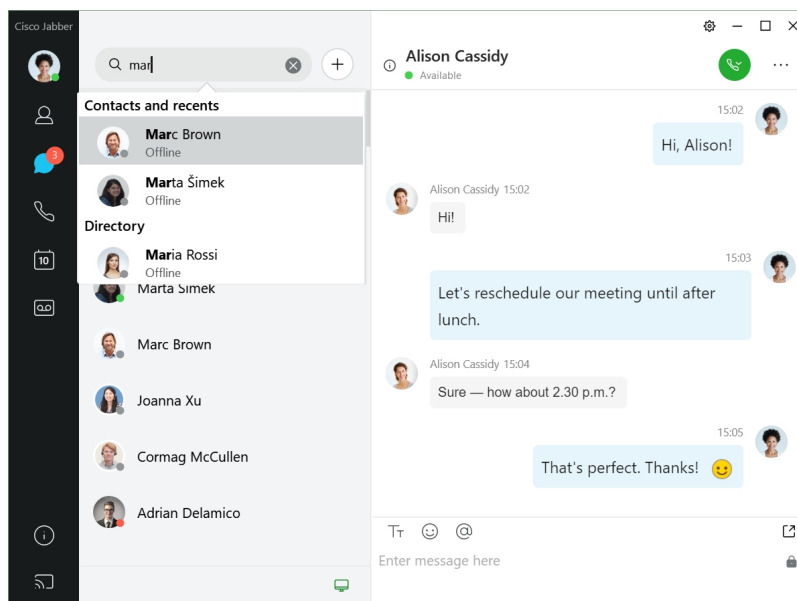 Cisco Jabber
mar
Contacts and recents
Marc Brown
Offline
Marta Šimek
Offline
Directory
Maria Rossi
Offline
Marta Simek
Marc Brown
Joanna Xu
Cormag McCullen
Adrian Delamico
3
10
Alison Cassidy
Available
15:02
Hi, Alison!
Alison Cassidy 15:02
Hi!
15:03
Let's reschedule our meeting until after
lunch.
Alison Cassidy 15:04
Sure — how about 2.30 p.m.?
15:05
That's perfect. Thanks!
Tт
Enter message here